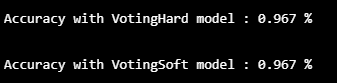 Accuracy with VotingHard model : 0.967 %
Accuracy with VotingSoft model : 0.967 %